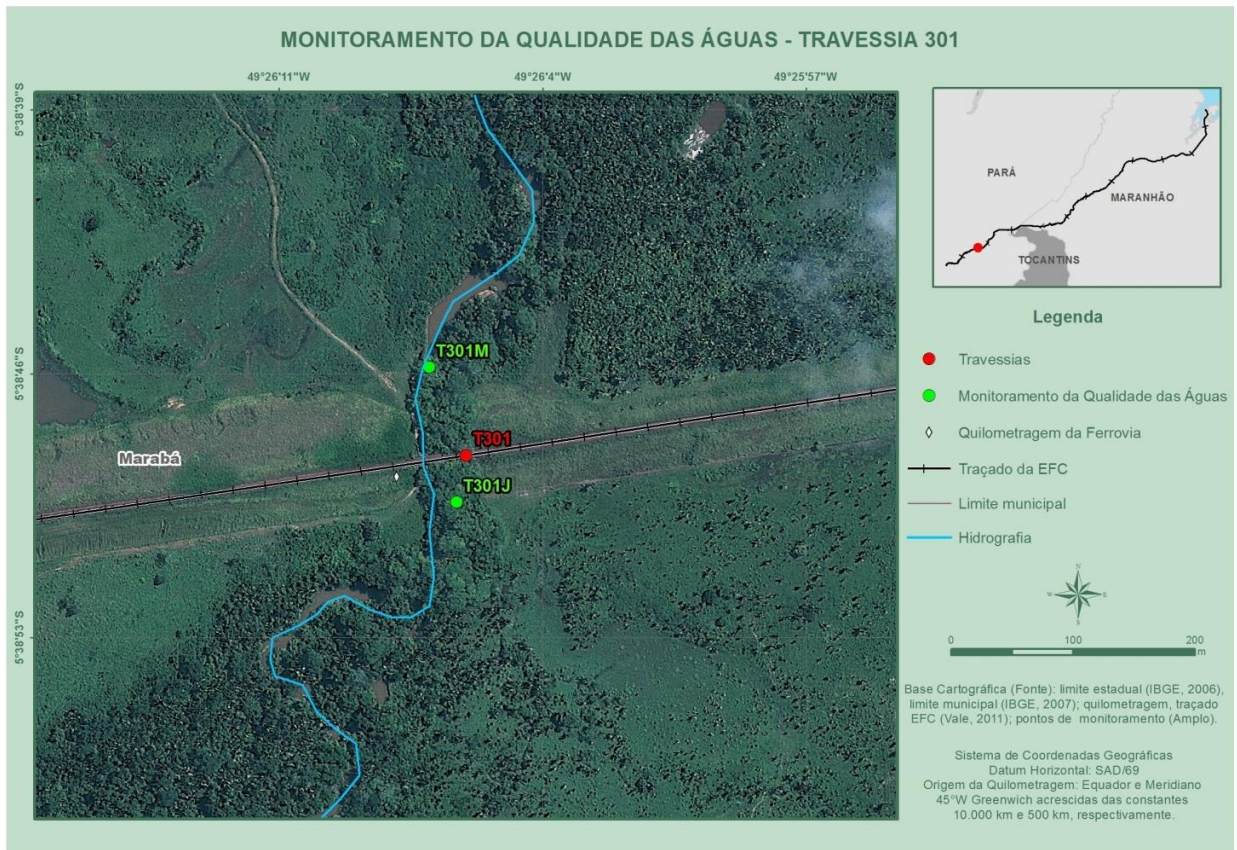 MONITORAMENTO DA QUALIDADE DAS ÁGUAS - TRAVESSIA 301
49°26'11"W
49°26'4"W
49°25'57"W
5°38'39"S
5°38'46"S
5°38'53"S
T301M
T301
T301J
Marabá
PARÁ
MARANHÃO
TOCANTINS
Legenda
Travessias
Monitoramento da Qualidade das Águas
Quilometragem da Ferrovia
Traçado da EFC
Limite municipal
Hidrografia
N
W
E
S
0
100
200
m
Base Cartográfica (Fonte): limite estadual (IBGE, 2006),
limite municipal (IBGE, 2007); quilometragem, traçado
EFC (Vale, 2011); pontos de monitoramento (Amplo).
Sistema de Coordenadas Geográficas
Datum Horizontal: SAD/69
Origem da Quilometragem: Equador e Meridiano
45°W Greenwich acrescidas das constantes
10.000 km e 500 km, respectivamente.